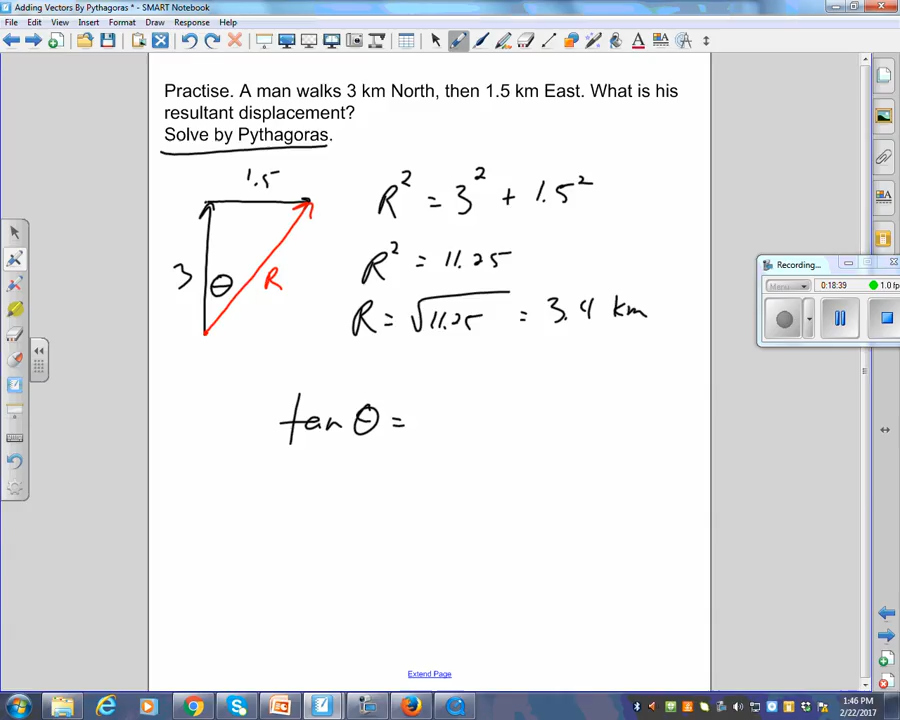 Adding Vectors By Pythagoras * - SMART Notebook
File Edit View Insert Format Draw Response Help
Practise. A man walks 3 km North, then 1.5 km East. What is his
resultant displacement?
Solve by Pythagoras.
1.5
3
θ
R
R² = 3² + 1.5²
R² = 11.25
R = √11.25 = 3.4 km
tan θ =
Recording...
Menu
0:18:39
1.0 fp
Extend Page
1:46 PM
2/22/2017